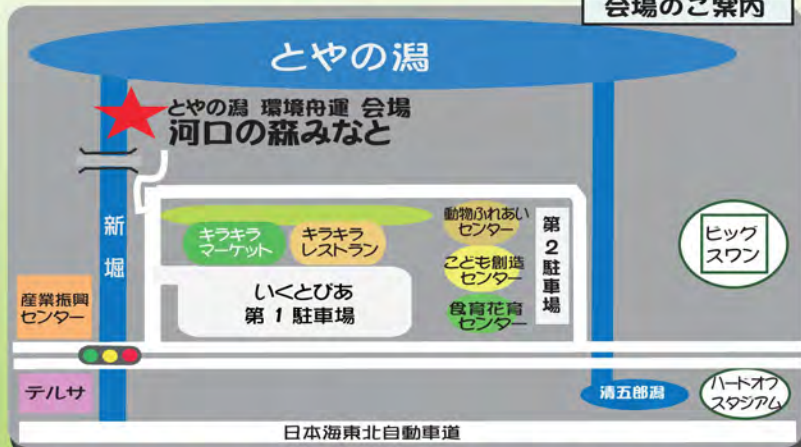 会場のご案内
とやの潟
とやの潟 環境舟運 会場
河口の森みなと
新堀
キラキラ
マーケット
キラキラ
レストラン
動物ふれあい
センター
こども創造
センター
食育花育
センター
第2駐車場
ビッグ
スワン
いくとぴあ
第1駐車場
産業振興
センター
テルサ
清五郎潟
ハードオフ
スタジアム
日本海東北自動車道